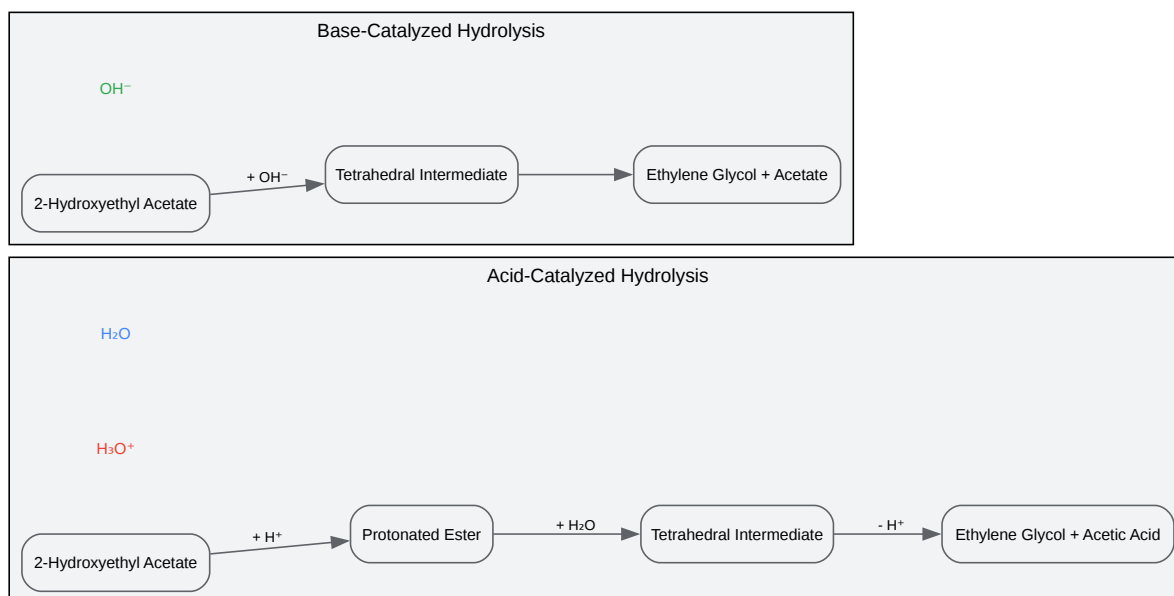 Base-Catalyzed Hydrolysis
OH⁻
2-Hydroxyethyl Acetate
+ OH⁻
Tetrahedral Intermediate
Ethylene Glycol + Acetate
Acid-Catalyzed Hydrolysis
H₂O
H₃O⁺
2-Hydroxyethyl Acetate
+ H⁺
Protonated Ester
+ H₂O
Tetrahedral Intermediate
- H⁺
Ethylene Glycol + Acetic Acid